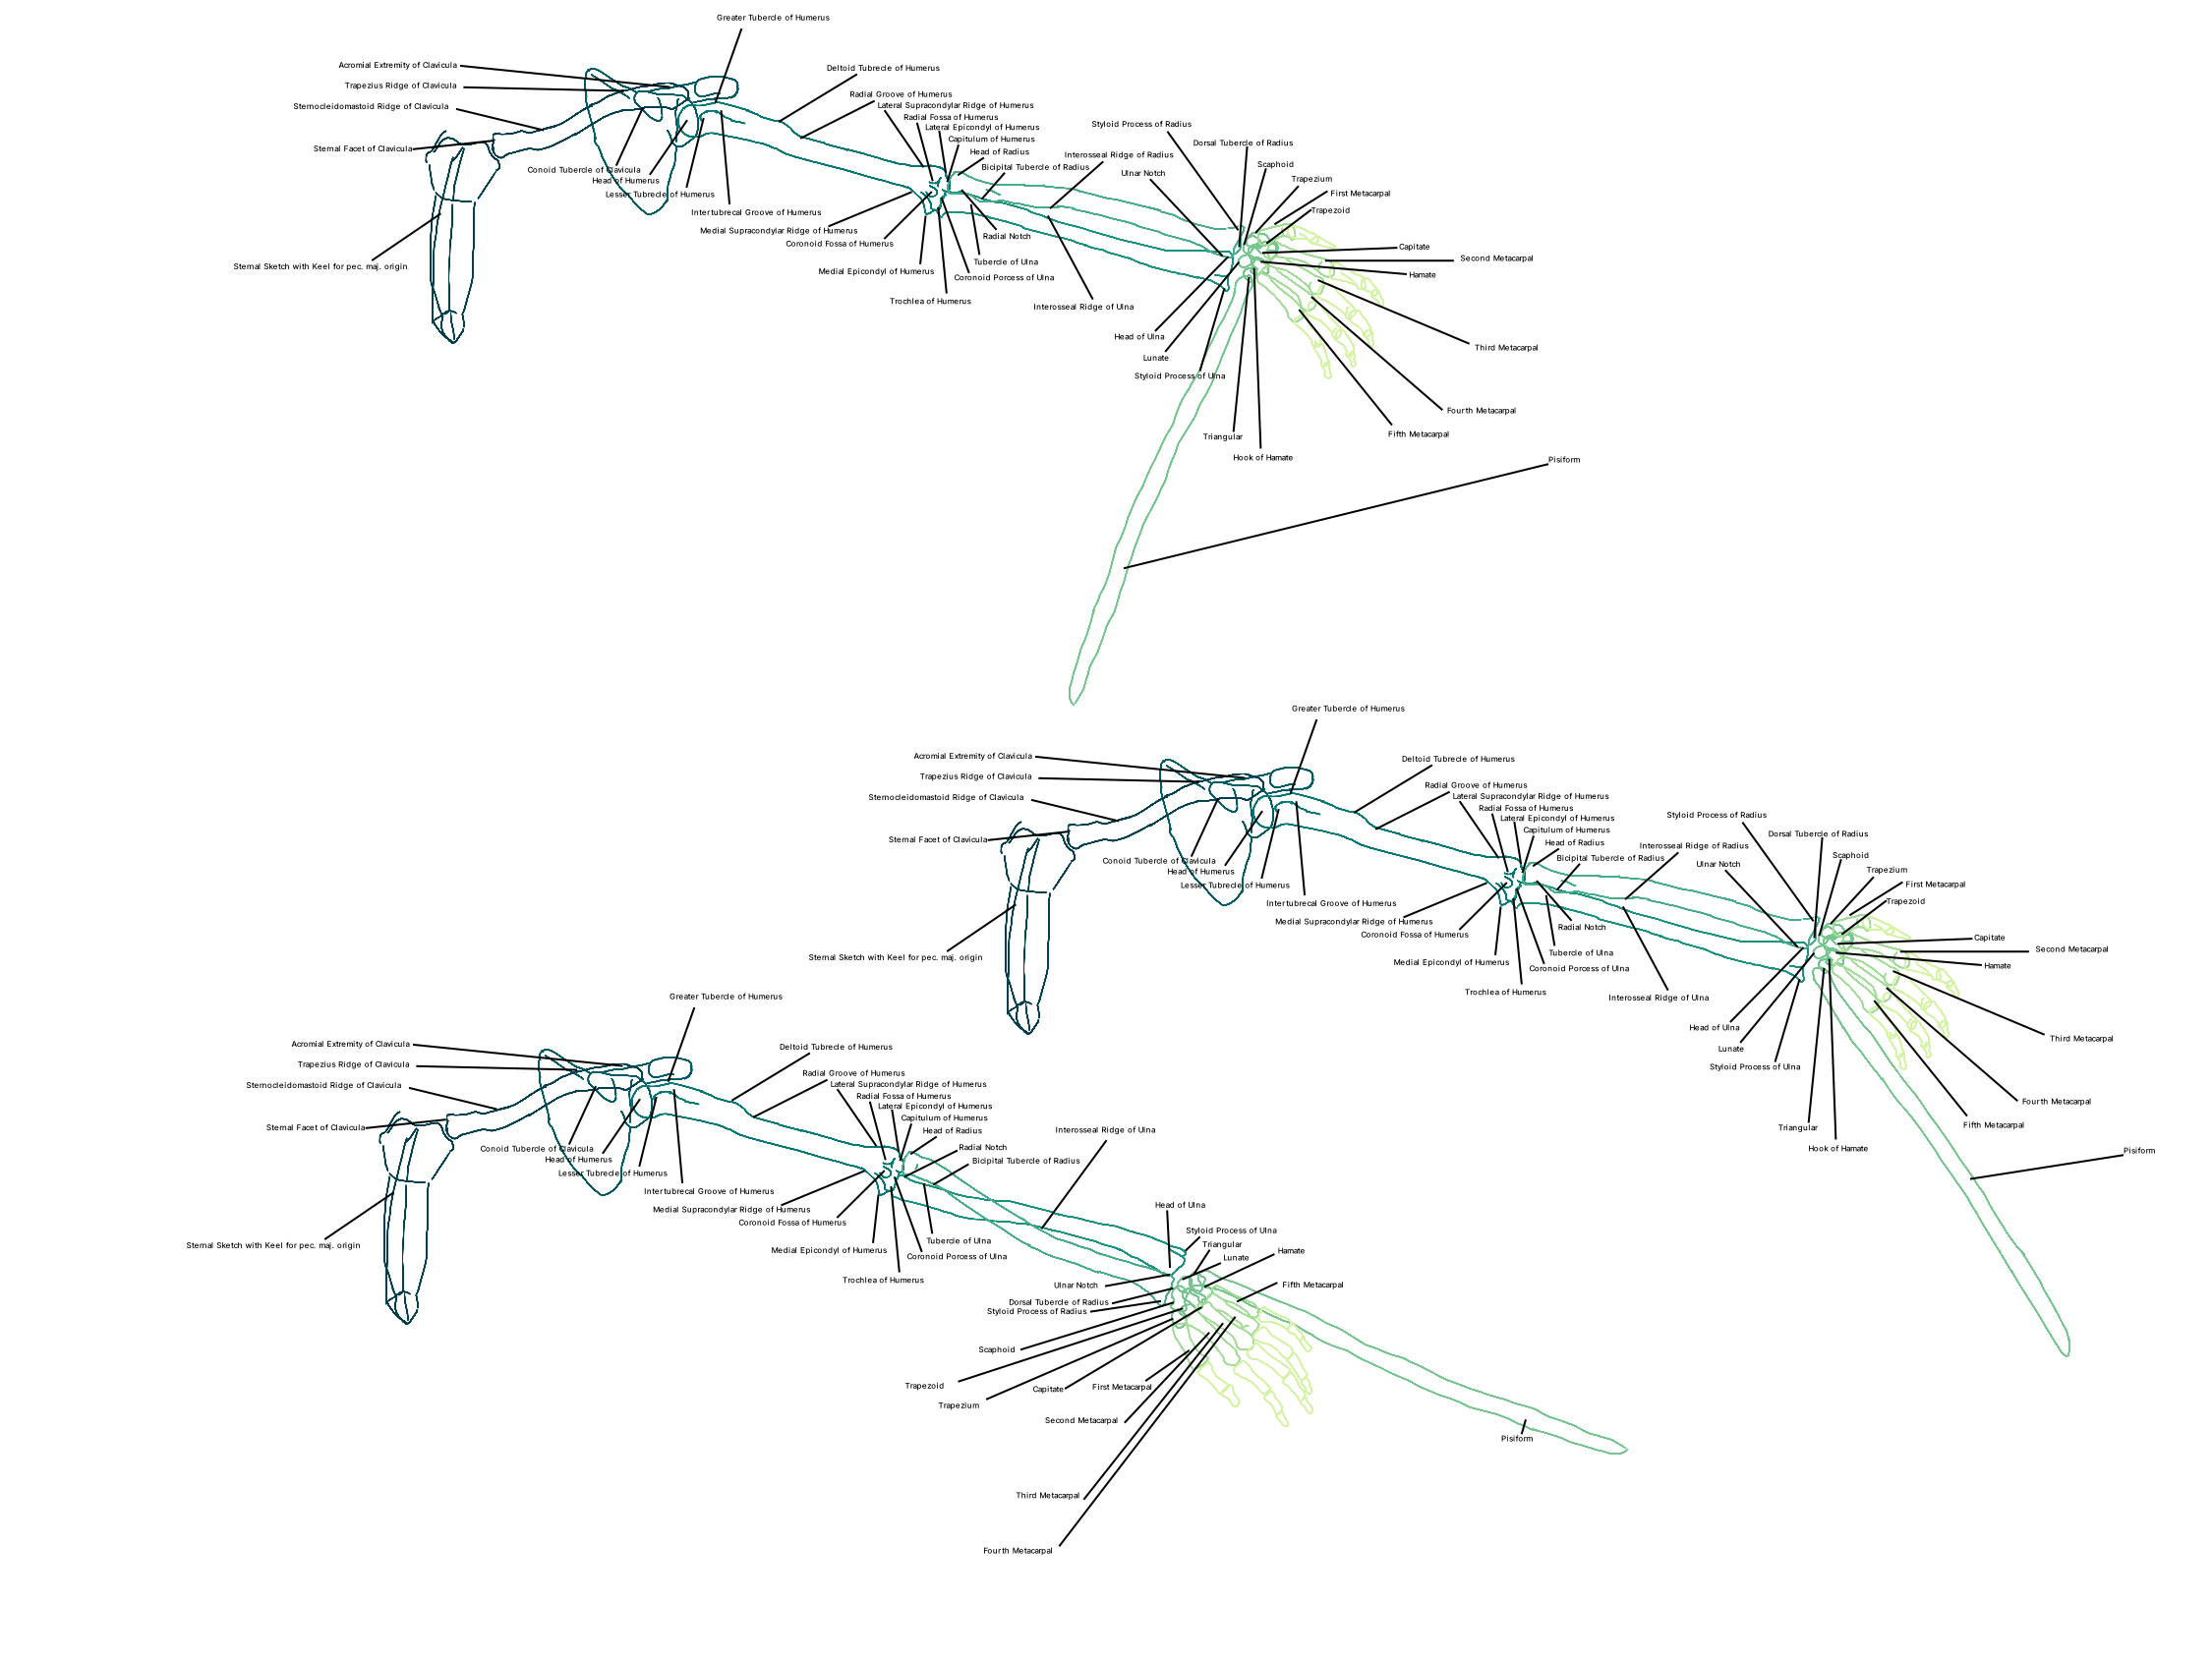 Greater Tubercle of Humerus
Acromial Extremity of Clavicula
Deltoid Tubrecle of Humerus
Trapezius Ridge of Clavicula
Radial Groove of Humerus
Sternocleidomastoid Ridge of Clavicula
Lateral Supracondylar Ridge of Humerus
Radial Fossa of Humerus
Styloid Process of Radius
Lateral Epicondyl of Humerus
Capitulum of Humerus
Dorsal Tubercle of Radius
Sternal Facet of Clavicula
Head of Radius
Interosseal Ridge of Radius
Scaphoid
Conoid Tubercle of Clavicula
Bicipital Tubercle of Radius
Ulnar Notch
Trapezium
Head of Humerus
Lesser Tubrecle of Humerus
First Metacarpal
Intertubrecal Groove of Humerus
Trapezoid
Medial Supracondylar Ridge of Humerus
Radial Notch
Coronoid Fossa of Humerus
Capitate
Second Metacarpal
Sternal Sketch with Keel for pec. maj. origin
Tubercle of Ulna
Medial Epicondyl of Humerus
Coronoid Porcess of Ulna
Hamate
Trochlea of Humerus
Interosseal Ridge of Ulna
Head of Ulna
Third Metacarpal
Lunate
Styloid Process of Ulna
Fourth Metacarpal
Triangular
Fifth Metacarpal
Hook of Hamate
Pisiform
Greater Tubercle of Humerus
Acromial Extremity of Clavicula
Deltoid Tubrecle of Humerus
Trapezius Ridge of Clavicula
Radial Groove of Humerus
Sternocleidomastoid Ridge of Clavicula
Lateral Supracondylar Ridge of Humerus
Radial Fossa of Humerus
Styloid Process of Radius
Lateral Epicondyl of Humerus
Capitulum of Humerus
Dorsal Tubercle of Radius
Sternal Facet of Clavicula
Head of Radius
Interosseal Ridge of Radius
Scaphoid
Conoid Tubercle of Clavicula
Bicipital Tubercle of Radius
Ulnar Notch
Trapezium
Head of Humerus
Lesser Tubrecle of Humerus
First Metacarpal
Intertubrecal Groove of Humerus
Trapezoid
Medial Supracondylar Ridge of Humerus
Radial Notch
Coronoid Fossa of Humerus
Capitate
Second Metacarpal
Sternal Sketch with Keel for pec. maj. origin
Tubercle of Ulna
Medial Epicondyl of Humerus
Coronoid Porcess of Ulna
Hamate
Trochlea of Humerus
Interosseal Ridge of Ulna
Head of Ulna
Third Metacarpal
Lunate
Styloid Process of Ulna
Fourth Metacarpal
Triangular
Fifth Metacarpal
Hook of Hamate
Pisiform
Greater Tubercle of Humerus
Acromial Extremity of Clavicula
Deltoid Tubrecle of Humerus
Trapezius Ridge of Clavicula
Radial Groove of Humerus
Sternocleidomastoid Ridge of Clavicula
Lateral Supracondylar Ridge of Humerus
Radial Fossa of Humerus
Lateral Epicondyl of Humerus
Capitulum of Humerus
Sternal Facet of Clavicula
Head of Radius
Interosseal Ridge of Ulna
Conoid Tubercle of Clavicula
Radial Notch
Head of Humerus
Bicipital Tubercle of Radius
Lesser Tubrecle of Humerus
Intertubrecal Groove of Humerus
Medial Supracondylar Ridge of Humerus
Head of Ulna
Coronoid Fossa of Humerus
Styloid Process of Ulna
Sternal Sketch with Keel for pec. maj. origin
Tubercle of Ulna
Triangular
Medial Epicondyl of Humerus
Coronoid Porcess of Ulna
Lunate
Hamate
Trochlea of Humerus
Ulnar Notch
Fifth Metacarpal
Dorsal Tubercle of Radius
Styloid Process of Radius
Scaphoid
Trapezoid
Capitate
First Metacarpal
Trapezium
Second Metacarpal
Pisiform
Third Metacarpal
Fourth Metacarpal